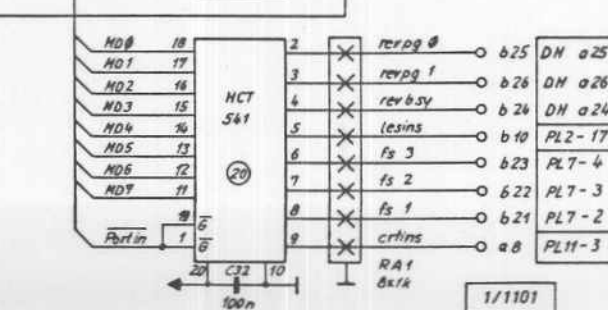 MD0 18 2 revpg 0 b25 DM a25
MD1 17 3 revpg 1 b26 DM a26
MD2 16 4 revbsy b24 DM a24
MD3 15 5 lesins b10 PL2-17
MD4 14 6 fs 3 b23 PL7-4
MD5 13 7 fs 2 b22 PL7-3
MD6 12 8 fs 1 b21 PL7-2
MD7 11 9 crtins a8 PL11-3
HCT
541
20
19 G
Portin 1 G
20 C32 10
100n
RA1
8x1k
1/1101